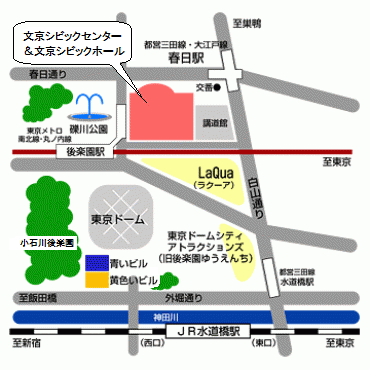 文京シビックセンター
&文京シビックホール
至巣鴨
都営三田線・大江戸線
春日駅
春日通り
交番
礫川公園
講道館
東京メトロ
南北線・丸ノ内線
後楽園駅
至東京
LaQua
(ラクーア)
白山通り
東京ドーム
小石川後楽園
東京ドームシティ
アトラクションズ
(旧後楽園ゆうえんち)
青いビル
黄色いビル
都営三田線
水道橋駅
至飯田橋
外堀通り
神田川
JR水道橋駅
至新宿
(西口)
(東口)
至東京